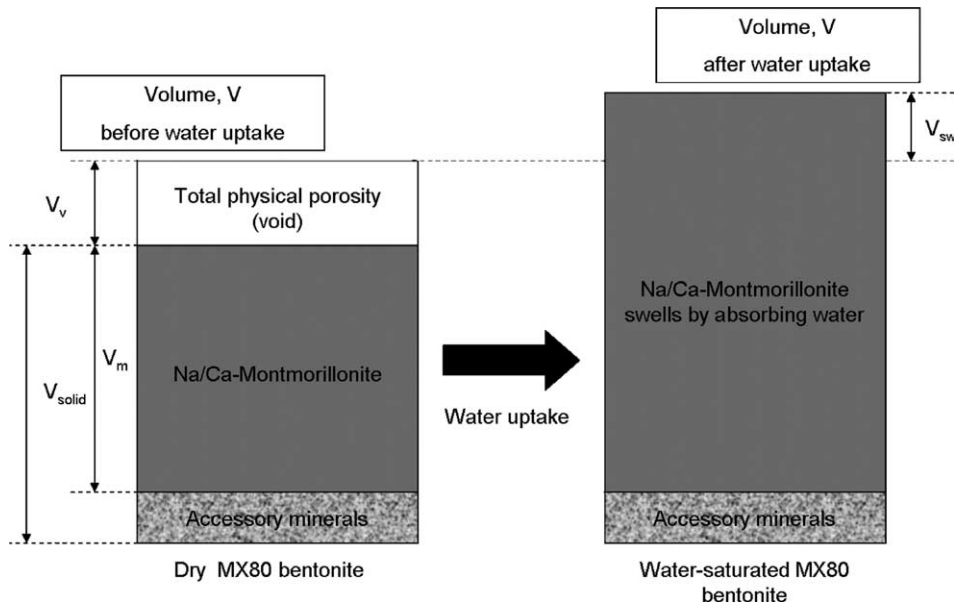 Volume, V
before water uptake
Volume, V
after water uptake
V_sw
V_v
Total physical porosity
(void)
V_m
V_solid
Na/Ca-Montmorillonite
Water uptake
Na/Ca-Montmorillonite
swells by absorbing water
Accessory minerals
Accessory minerals
Dry MX80 bentonite
Water-saturated MX80
bentonite